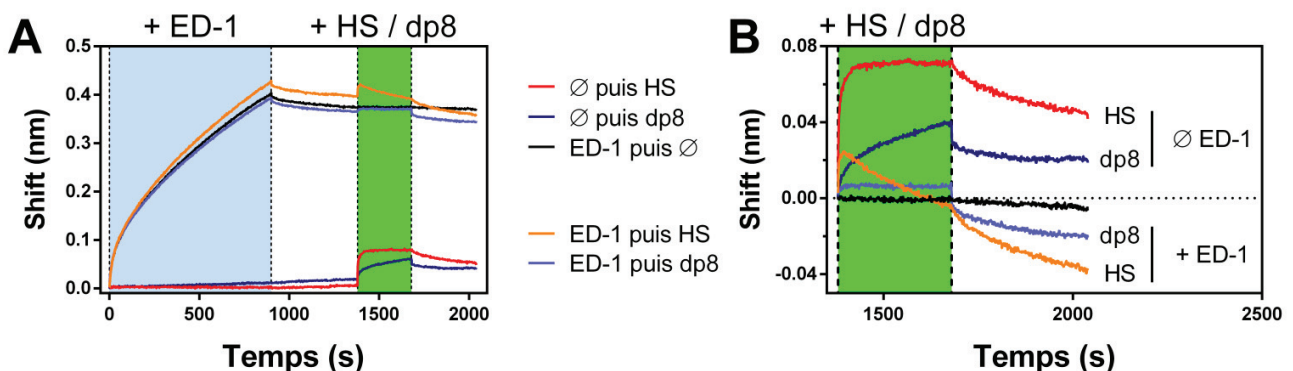 A
+ ED-1
+ HS / dp8
Shift (nm)
0.5
0.4
0.3
0.2
0.1
0.0
0
500
1000
1500
2000
Temps (s)
∅ puis HS
∅ puis dp8
ED-1 puis ∅
ED-1 puis HS
ED-1 puis dp8
B
+ HS / dp8
Shift (nm)
0.08
0.04
0.00
-0.04
HS
dp8
∅ ED-1
dp8
HS
+ ED-1
1500
2000
2500
Temps (s)